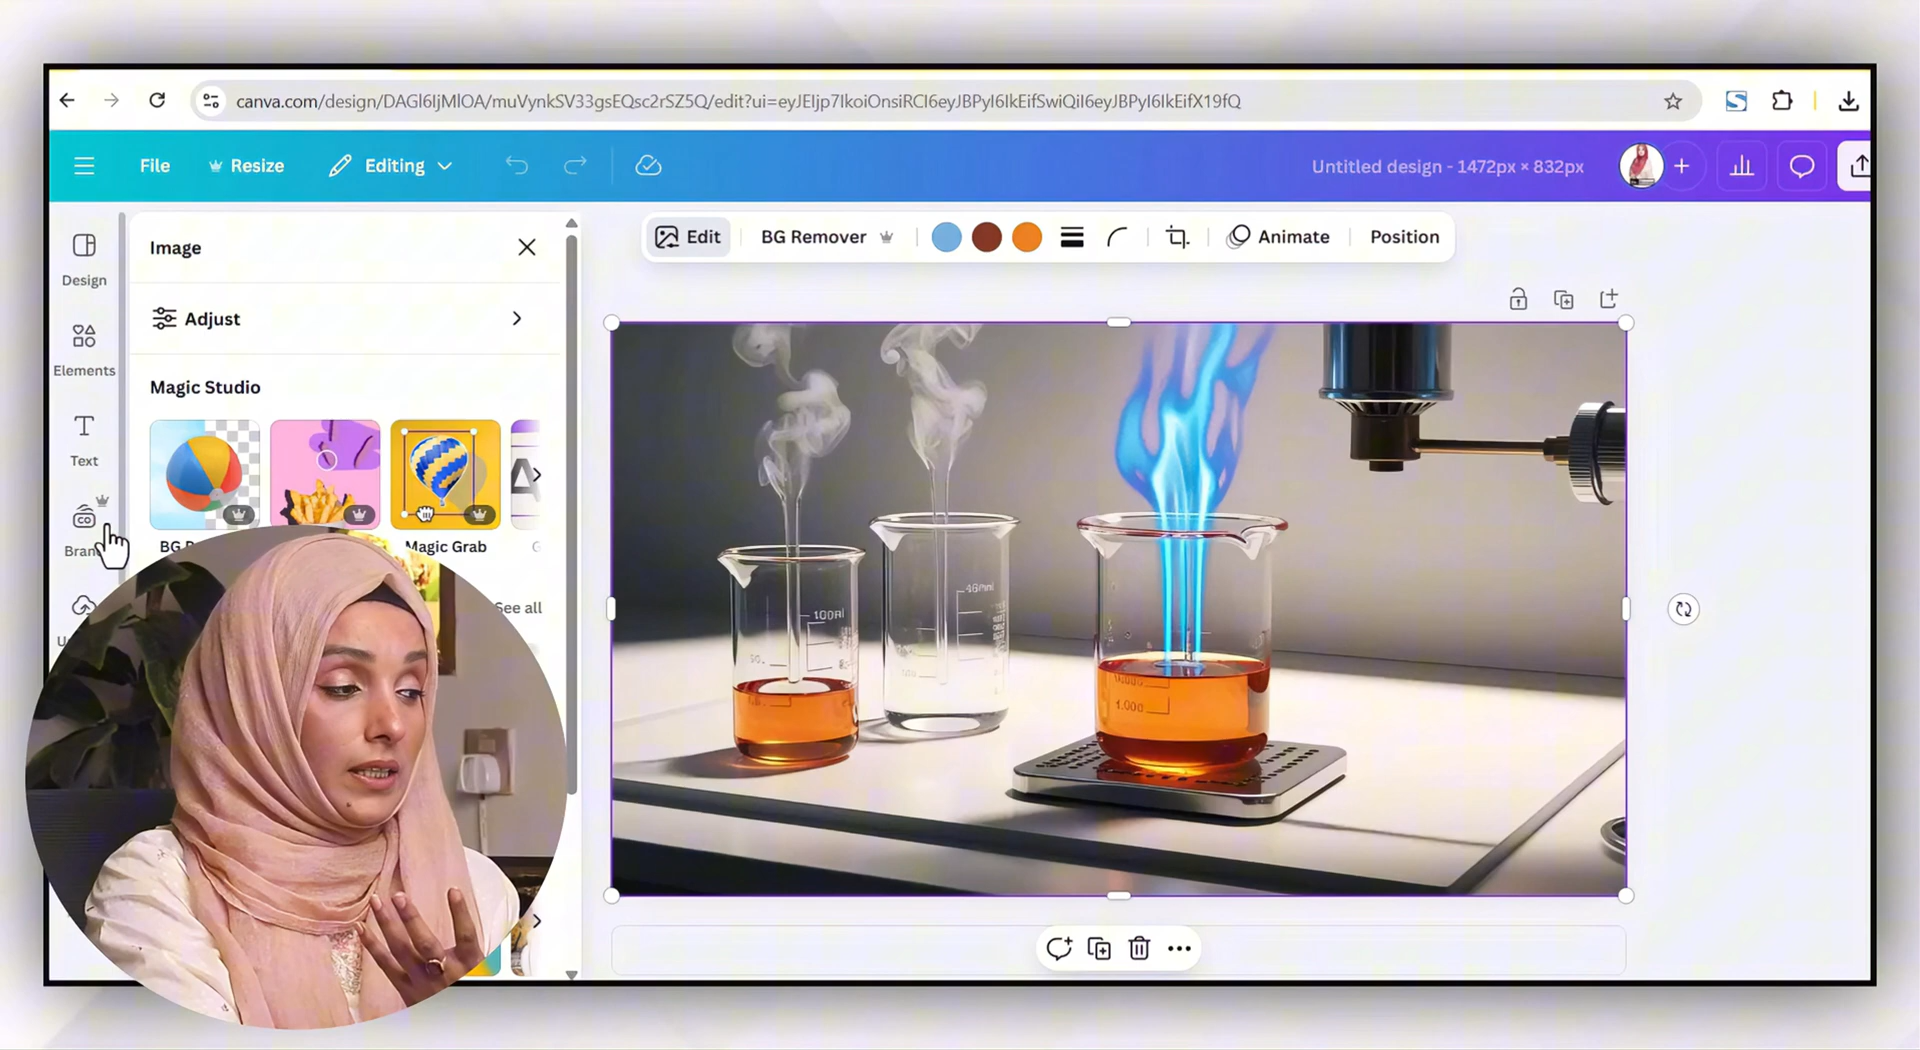 canva.com/design/DAGl6IjMlOA/muVynkSV33gsEQsc2rSZ5Q/edit?ui=eyJEIjp7IkoiOnsiRCI6eyJBPyI6IkEifSwiQiI6eyJBPyI6IkEifX19fQ
File
Resize
Editing
Untitled design - 1472px × 832px
Design
Elements
Text
Image
Adjust
Magic Studio
Magic Grab
See all
Edit
BG Remover
Animate
Position
100ml
1.000